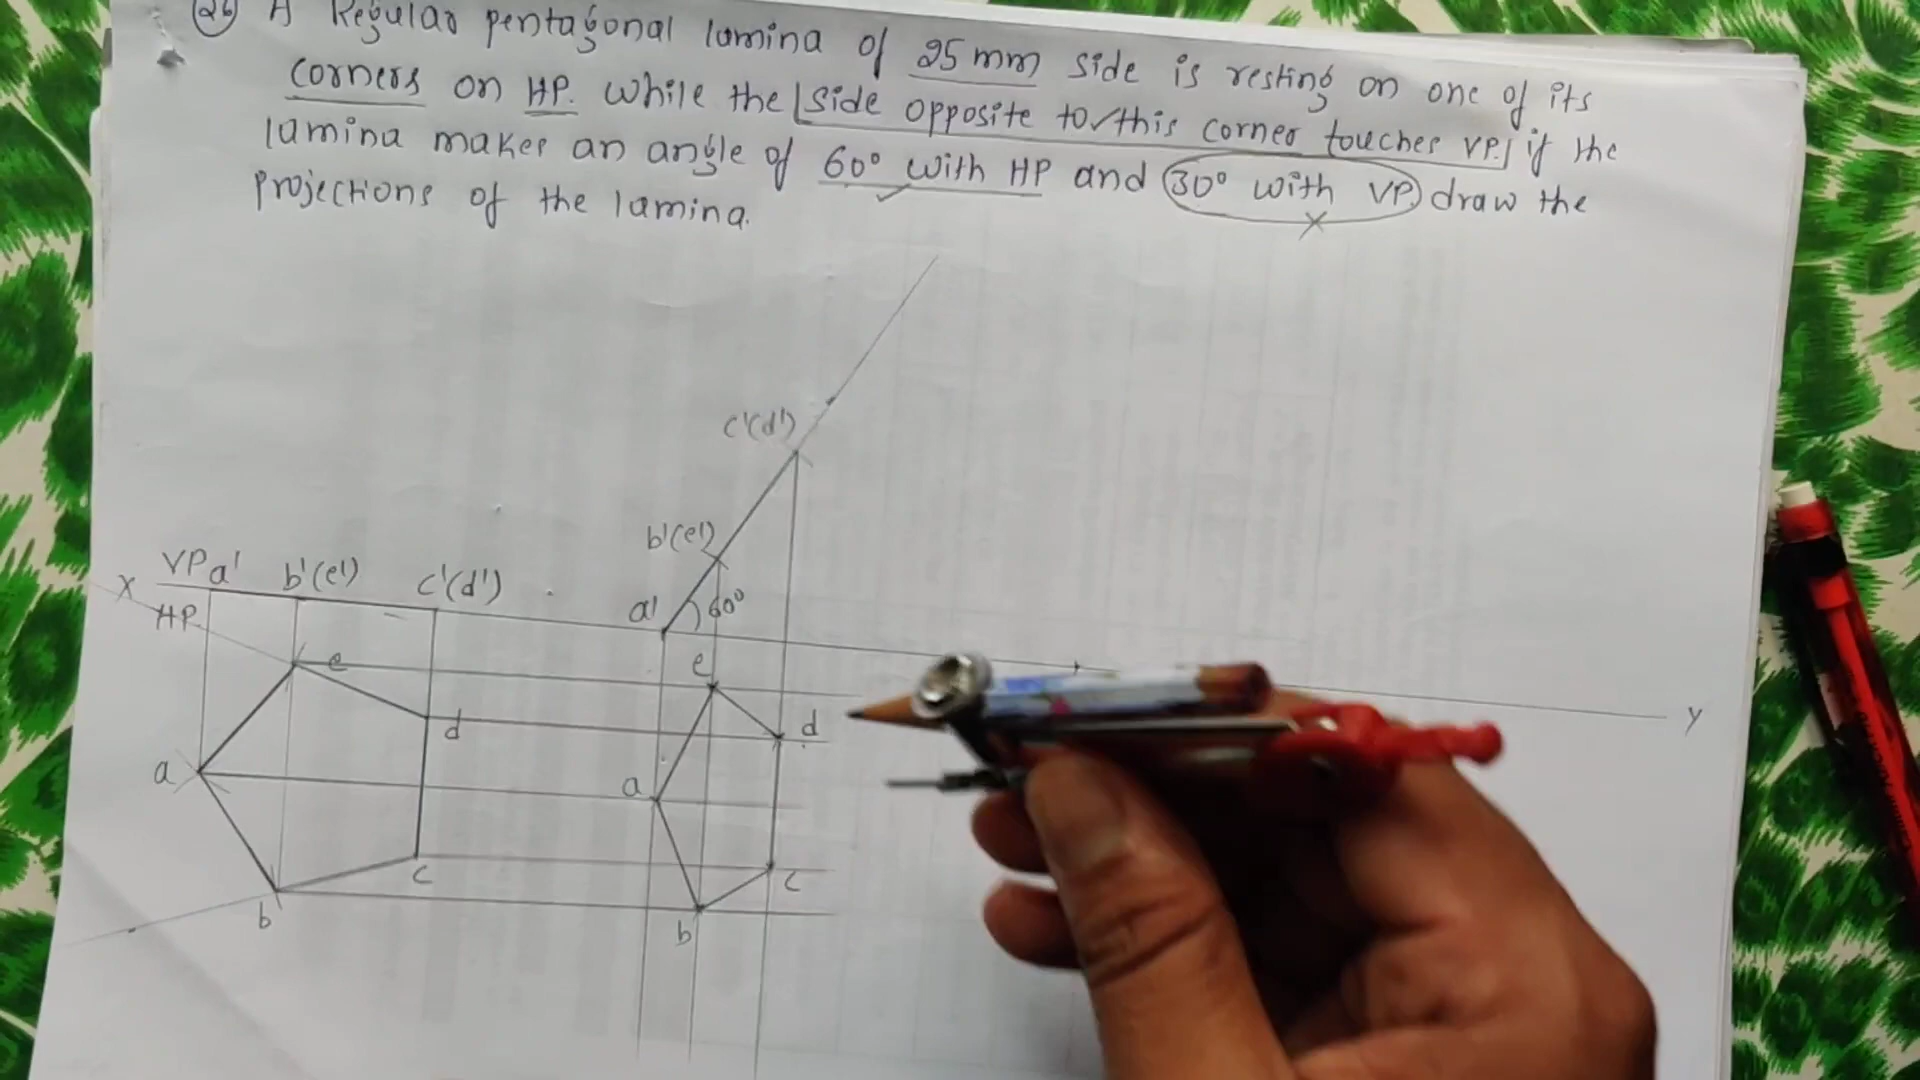 26 A Regular pentagonal lamina of 25 mm side is resting on one of its
corners on HP. while the side opposite to this corner touches VP. if the
lamina makes an angle of 60° with HP and 30° with VP. draw the
projections of the lamina.
c'(d')
b'(e')
X VP a' b'(e') c'(d') a' 60°
HP
e e
d d Y
a a
c c
b b